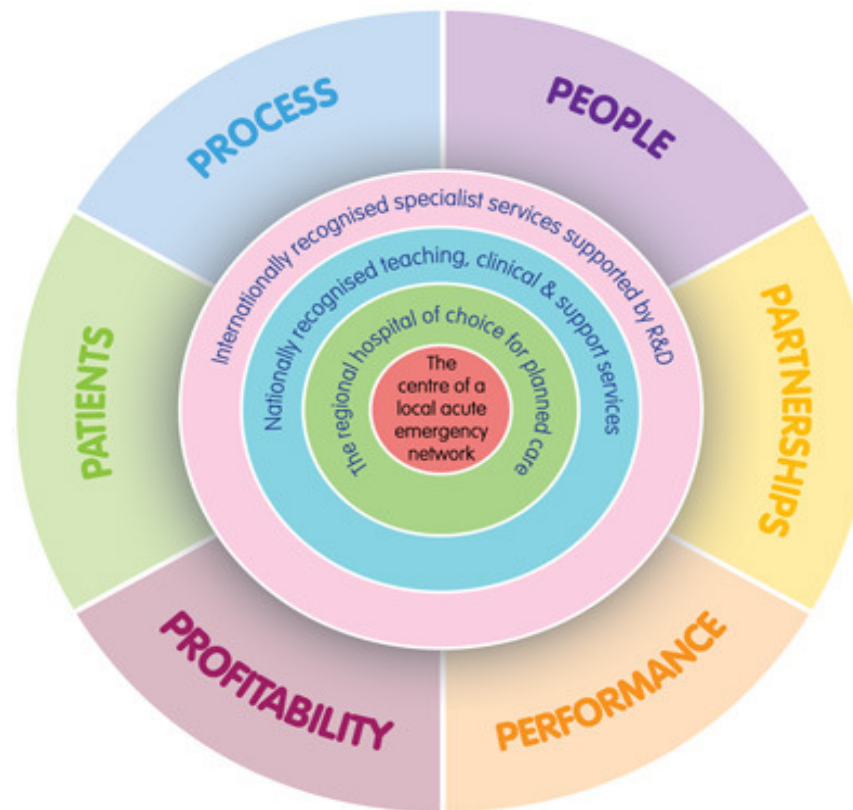 PROCESS
PEOPLE
PARTNERSHIPS
PERFORMANCE
PROFITABILITY
PATIENTS
Internationally recognised specialist services supported by R&D
Nationally recognised teaching, clinical & support services
The regional hospital of choice for planned care
The
centre of a
local acute
emergency
network